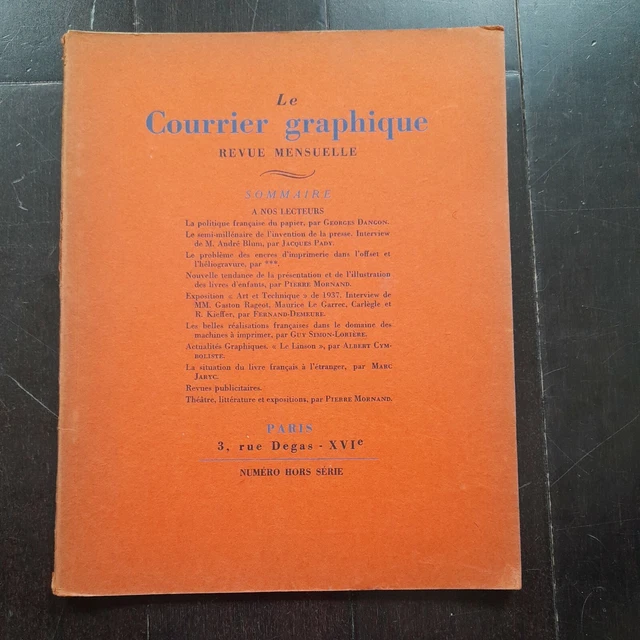 Le
Courrier graphique
REVUE MENSUELLE
SOMMAIRE
A NOS LECTEURS
La politique française du papier, par GEORGES DANGON.
Le semi-millénaire de l'invention de la presse. Interview
de M. André Blum, par JACQUES PADY.
Le problème des encres d'imprimerie dans l'offset et
l'héliogravure, par ***.
Nouvelle tendance de la présentation et de l'illustration
des livres d'enfants, par PIERRE MORNAND.
Exposition « Art et Technique » de 1937. Interview de
MM. Gaston Rageot, Maurice Le Garrec, Carlègle et
R. Kieffer, par FERNAND-DEMEURE.
Les belles réalisations françaises dans le domaine des
machines à imprimer, par GUY SIMON-LORIÈRE.
Actualités Graphiques. « Le Linson », par ALBERT CYM-
BOLISTE.
La situation du livre français à l'étranger, par MARC
JARYC.
Revues publicitaires.
Théâtre, littérature et expositions, par PIERRE MORNAND.
PARIS
3, rue Degas - XVIe
NUMÉRO HORS SÉRIE